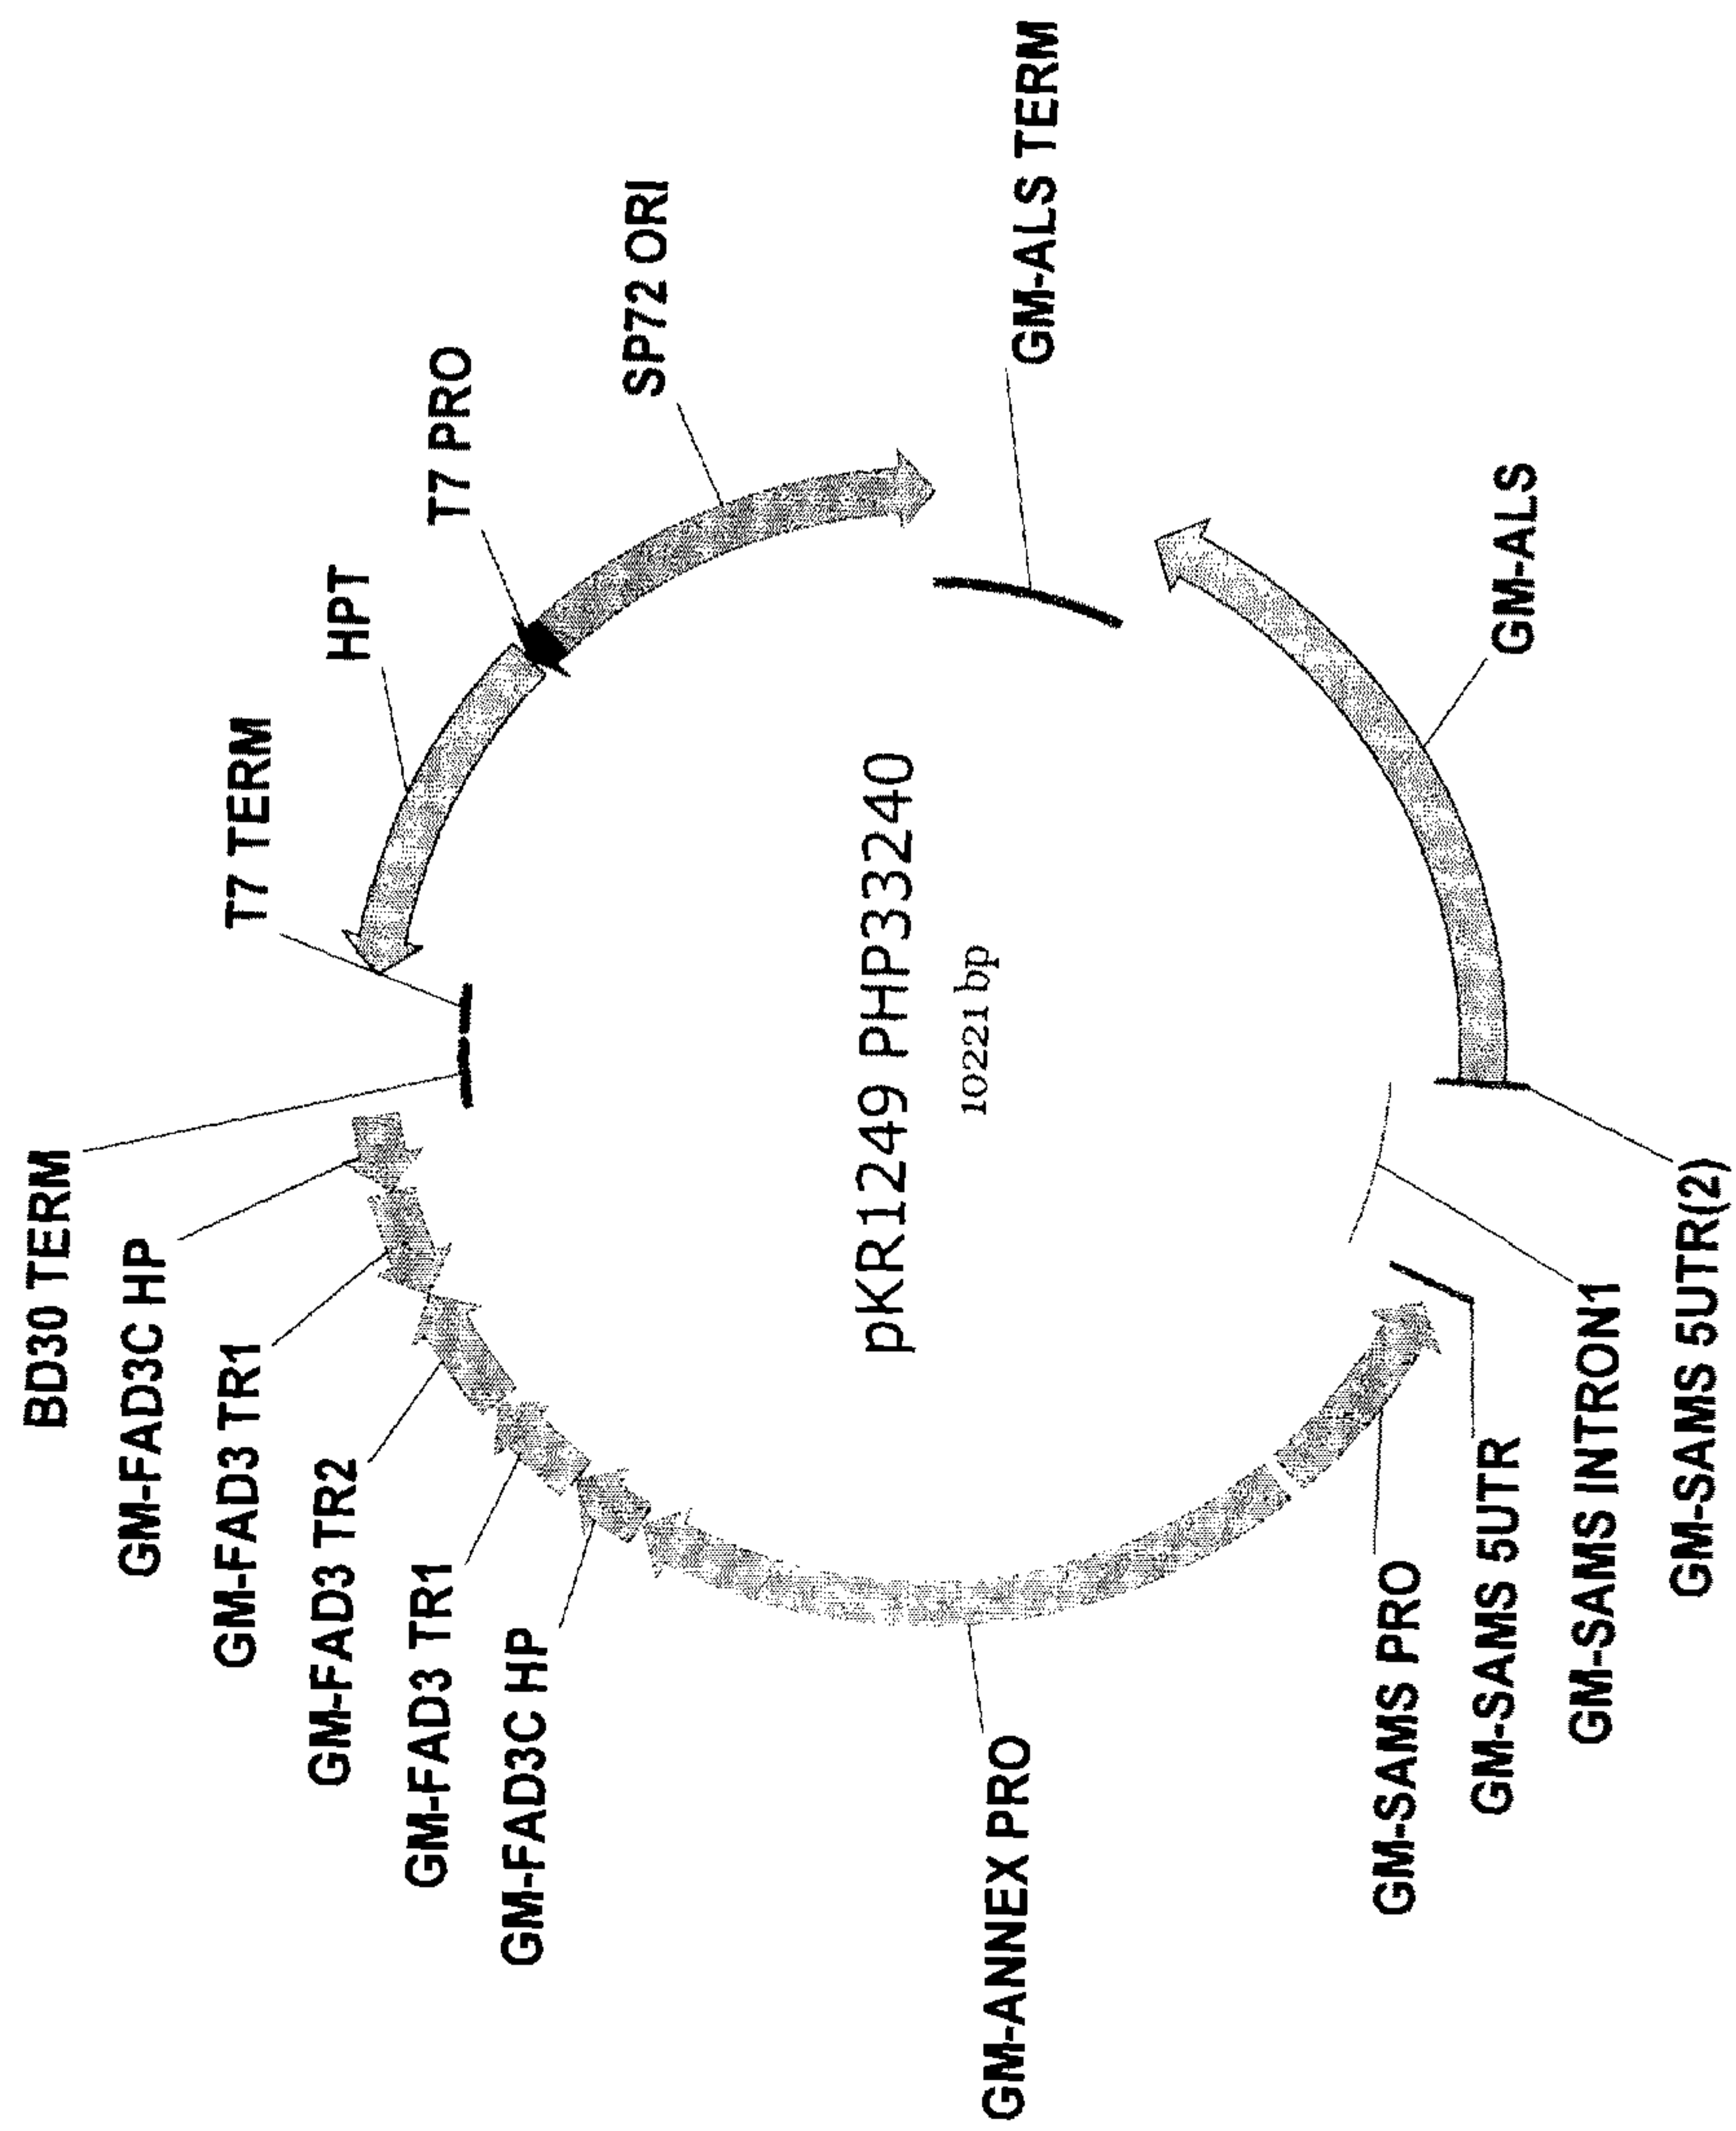 BD30 TERM
GM-FAD3C HP
GM-FAD3 TR1
GM-FAD3 TR2
GM-FAD3 TR1
GM-FAD3C HP
GM-ANNEX PRO
GM-SAMS PRO
GM-SAMS 5UTR
GM-SAMS INTRON1
GM-SAMS 5UTR(2)
T7 TERM
HPT
T7 PRO
SP72 ORI
GM-ALS TERM
GM-ALS
pKR1249 PHP33240
10221 bp